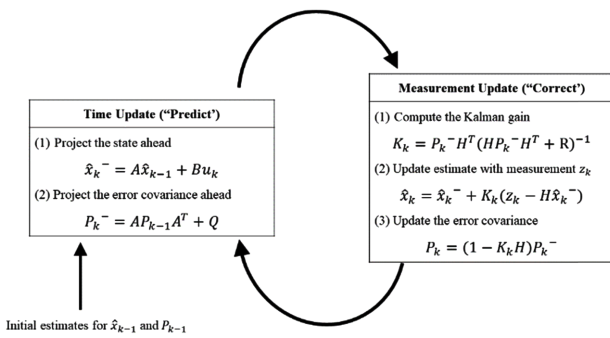 Time Update (“Predict’)
(1) Project the state ahead
x̂ₖ⁻ = Ax̂ₖ₋₁ + Buₖ
(2) Project the error covariance ahead
Pₖ⁻ = APₖ₋₁Aᵀ + Q
Initial estimates for x̂ₖ₋₁ and Pₖ₋₁
Measurement Update (“Correct’)
(1) Compute the Kalman gain
Kₖ = Pₖ⁻Hᵀ(HPₖ⁻Hᵀ + R)⁻¹
(2) Update estimate with measurement zₖ
x̂ₖ = x̂ₖ⁻ + Kₖ(zₖ − Hx̂ₖ⁻)
(3) Update the error covariance
Pₖ = (1 − KₖH)Pₖ⁻